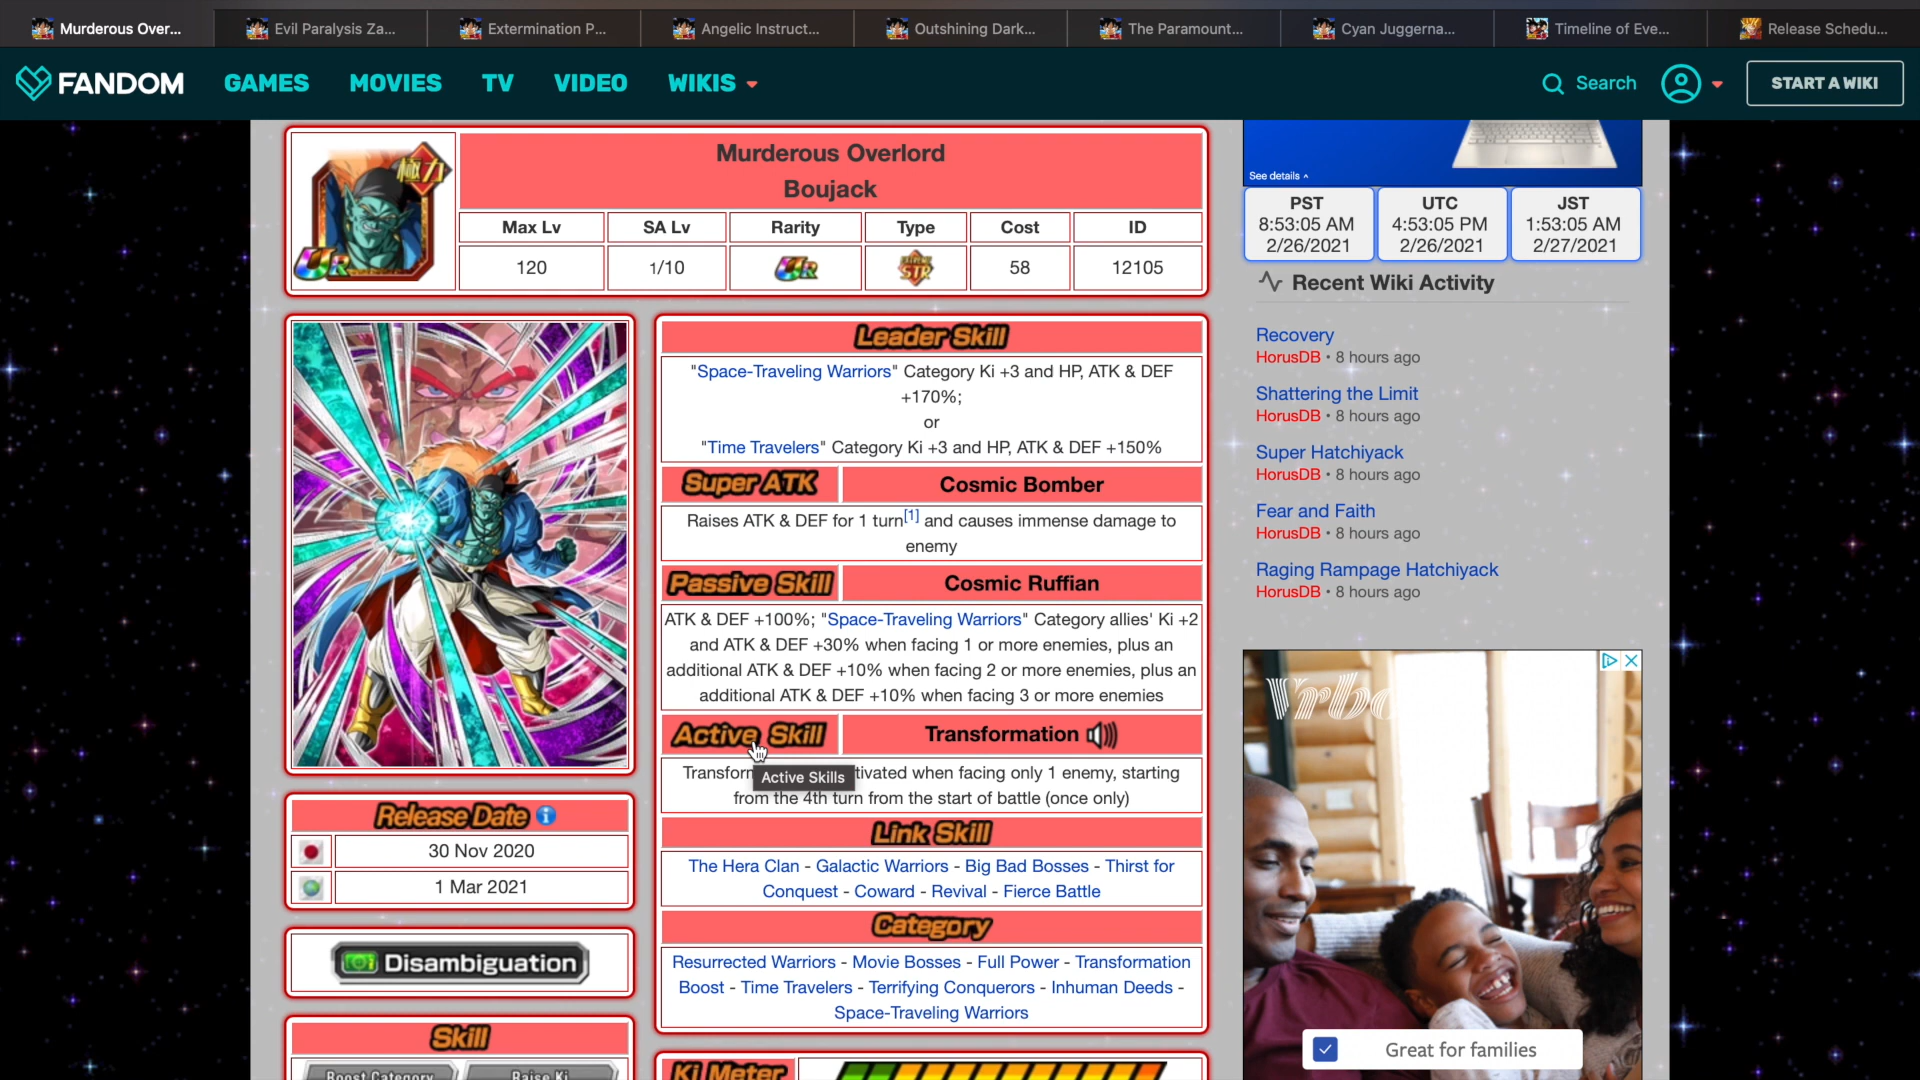 Murderous Over...
Evil Paralysis Za...
Extermination P...
Angelic Instruct...
Outshining Dark...
The Paramount...
Cyan Juggerna...
Timeline of Eve...
Release Schedu...
FANDOM
GAMES
MOVIES
TV
VIDEO
WIKIS
Search
START A WIKI
Murderous Overlord
Boujack
Max Lv
SA Lv
Rarity
Type
Cost
ID
120
1/10
UR
EXTREME STR
58
12105
極力
UR
Leader Skill
"Space-Traveling Warriors" Category Ki +3 and HP, ATK & DEF
+170%;
or
"Time Travelers" Category Ki +3 and HP, ATK & DEF +150%
Super ATK
Cosmic Bomber
Raises ATK & DEF for 1 turn[1] and causes immense damage to
enemy
Passive Skill
Cosmic Ruffian
ATK & DEF +100%; "Space-Traveling Warriors" Category allies' Ki +2
and ATK & DEF +30% when facing 1 or more enemies, plus an
additional ATK & DEF +10% when facing 2 or more enemies, plus an
additional ATK & DEF +10% when facing 3 or more enemies
Active Skill
Transformation
Active Skills
Transfor tivated when facing only 1 enemy, starting
from the 4th turn from the start of battle (once only)
Link Skill
The Hera Clan - Galactic Warriors - Big Bad Bosses - Thirst for
Conquest - Coward - Revival - Fierce Battle
Category
Resurrected Warriors - Movie Bosses - Full Power - Transformation
Boost - Time Travelers - Terrifying Conquerors - Inhuman Deeds -
Space-Traveling Warriors
Ki Meter
Release Date
30 Nov 2020
1 Mar 2021
Disambiguation
Skill
Boost Category
Raise Ki
See details
PST
8:53:05 AM
2/26/2021
UTC
4:53:05 PM
2/26/2021
JST
1:53:05 AM
2/27/2021
Recent Wiki Activity
Recovery
HorusDB • 8 hours ago
Shattering the Limit
HorusDB • 8 hours ago
Super Hatchiyack
HorusDB • 8 hours ago
Fear and Faith
HorusDB • 8 hours ago
Raging Rampage Hatchiyack
HorusDB • 8 hours ago
Vrbo
Great for families